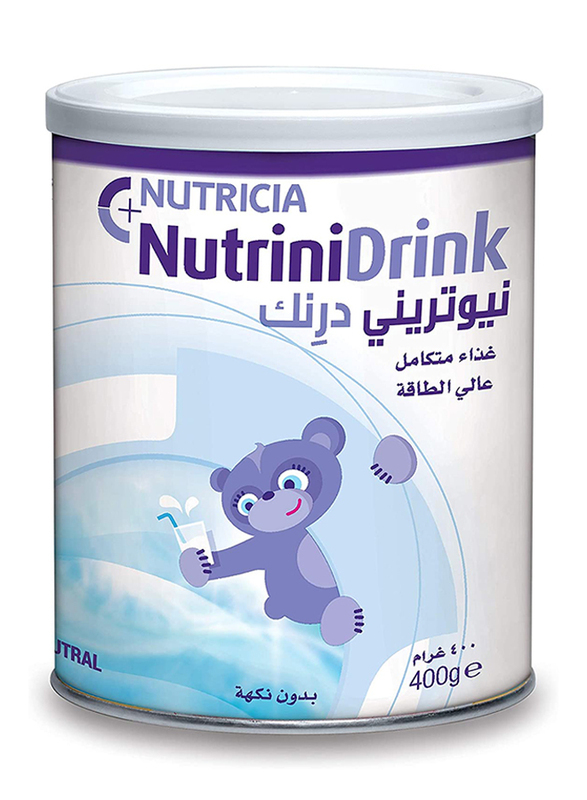 NUTRICIA
NutriniDrink
نيوتريني درِنك
غذاء متكامل
عالي الطاقة
٤٠٠ غرام
400g e
UTRAL
بدون نكهة